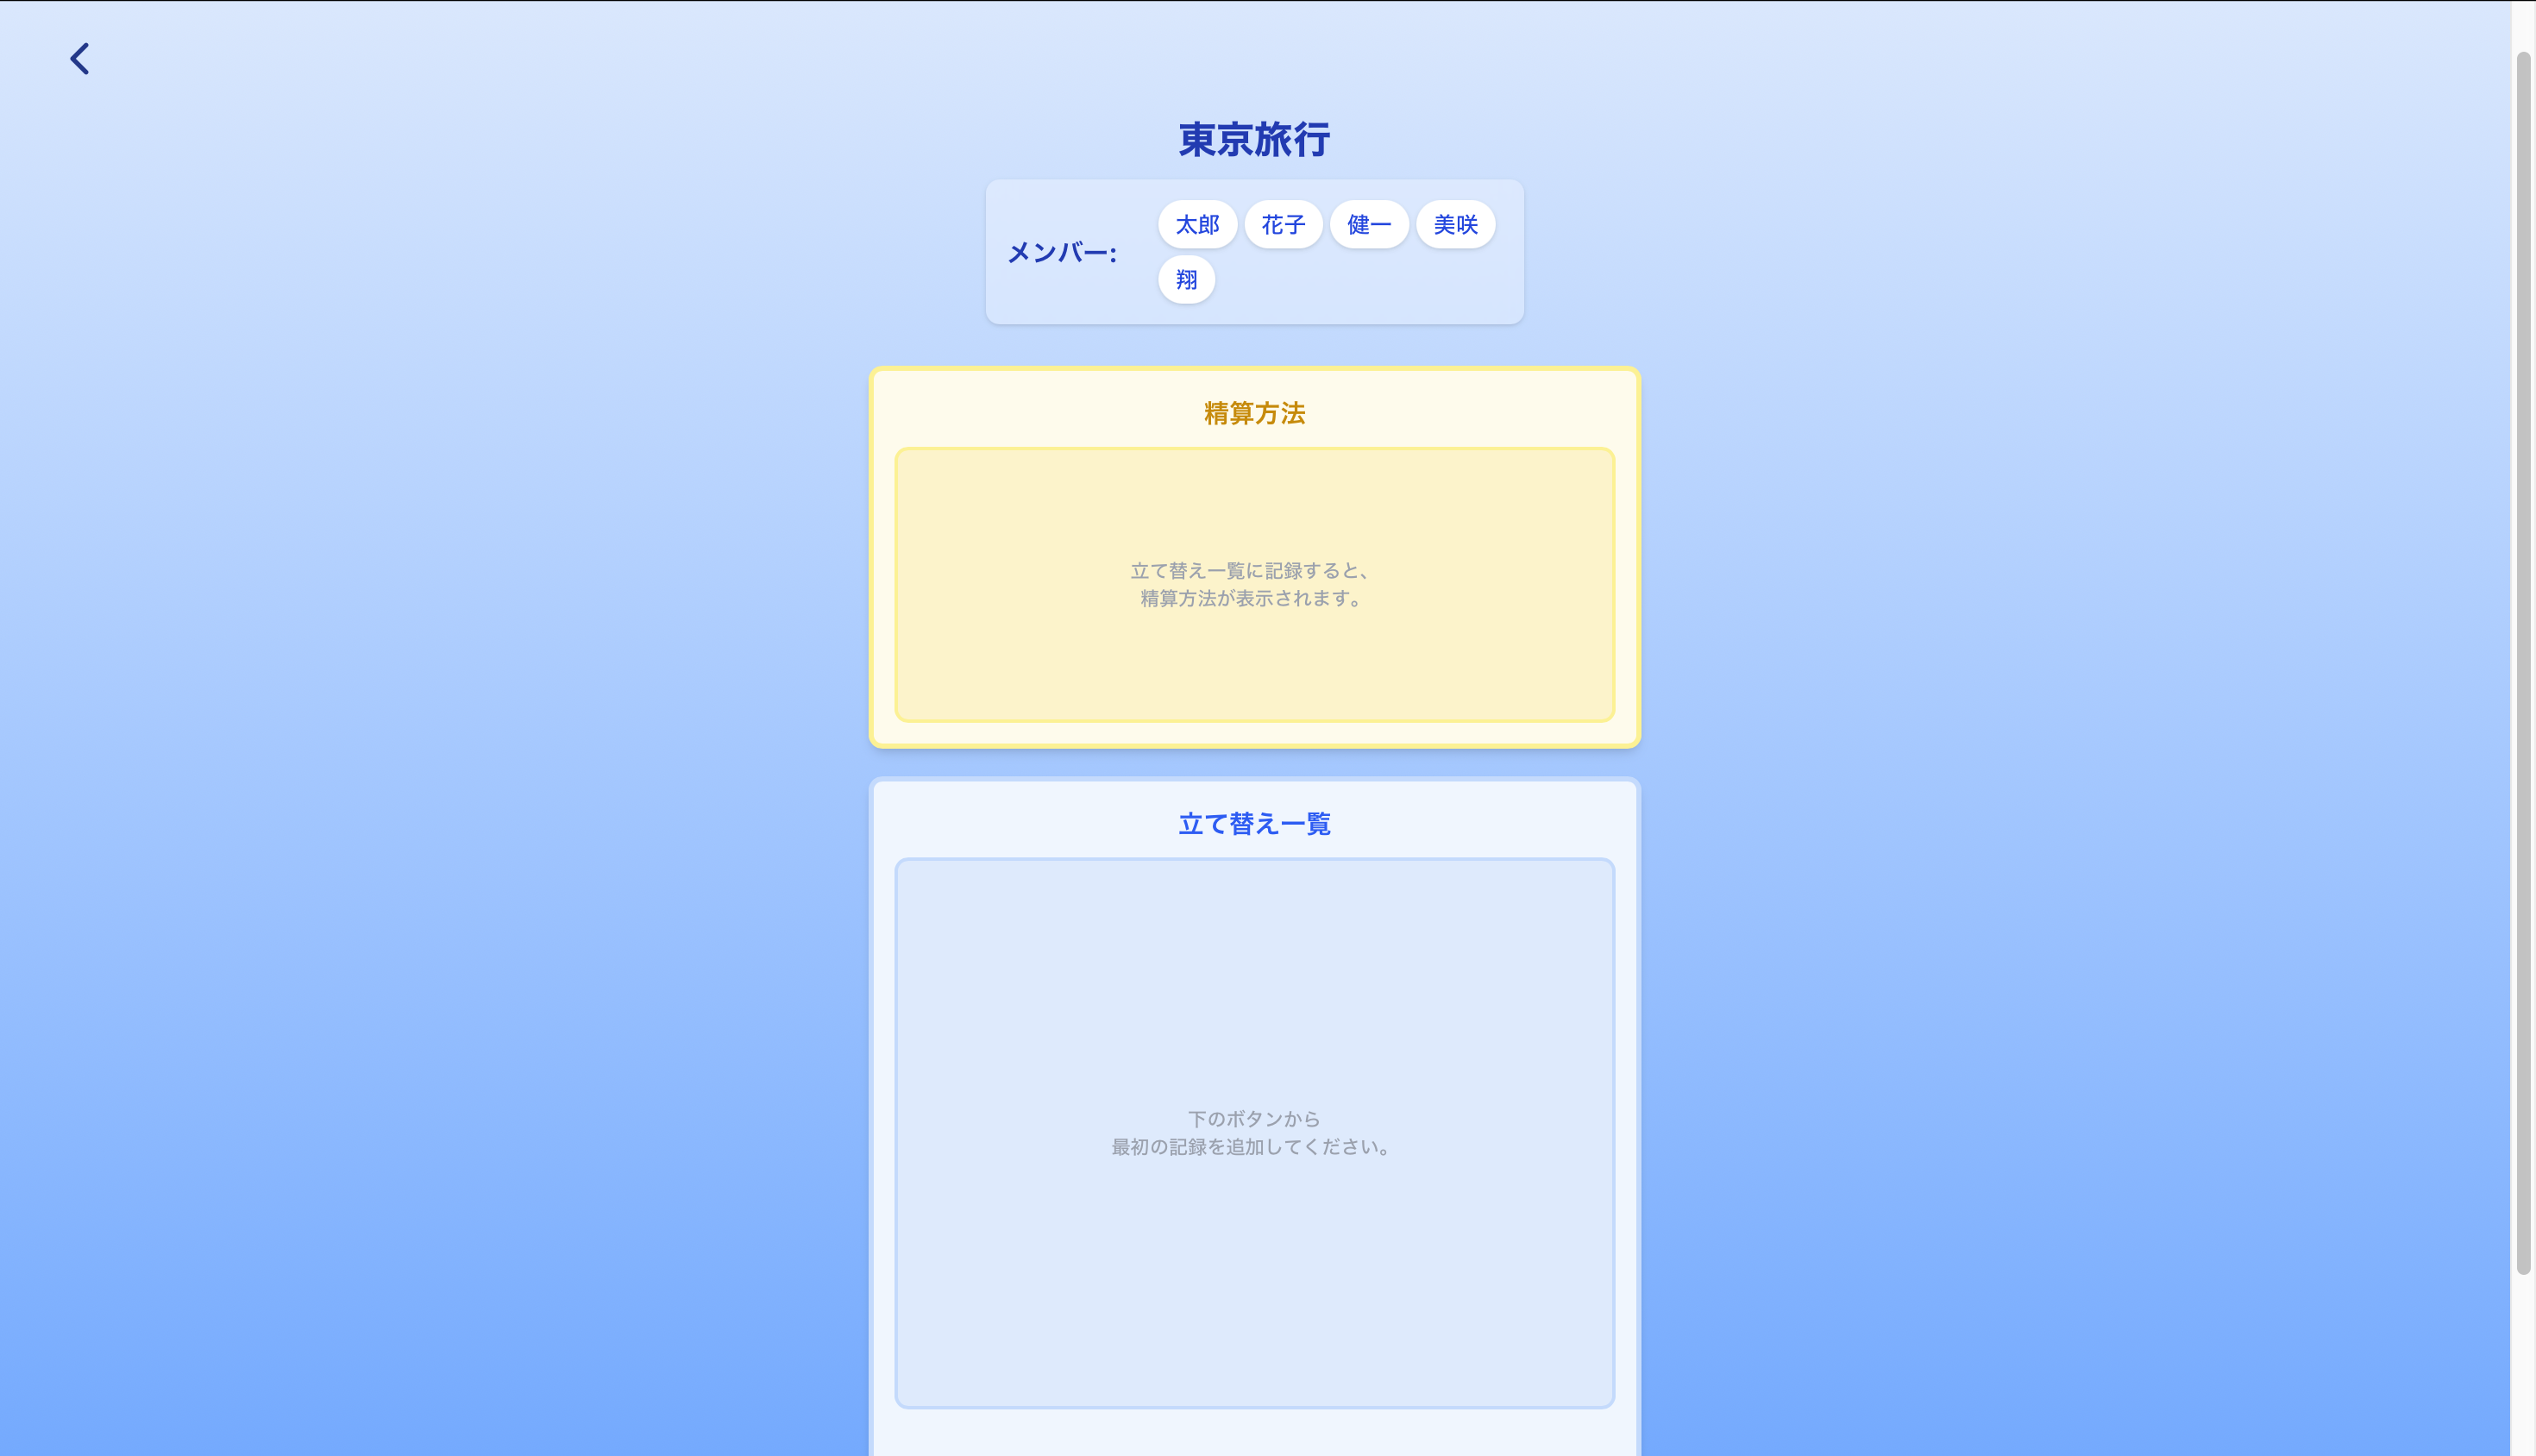 東京旅行
メンバー:
太郎 花子 健一 美咲
翔
精算方法
立て替え一覧に記録すると、
精算方法が表示されます。
立て替え一覧
下のボタンから
最初の記録を追加してください。